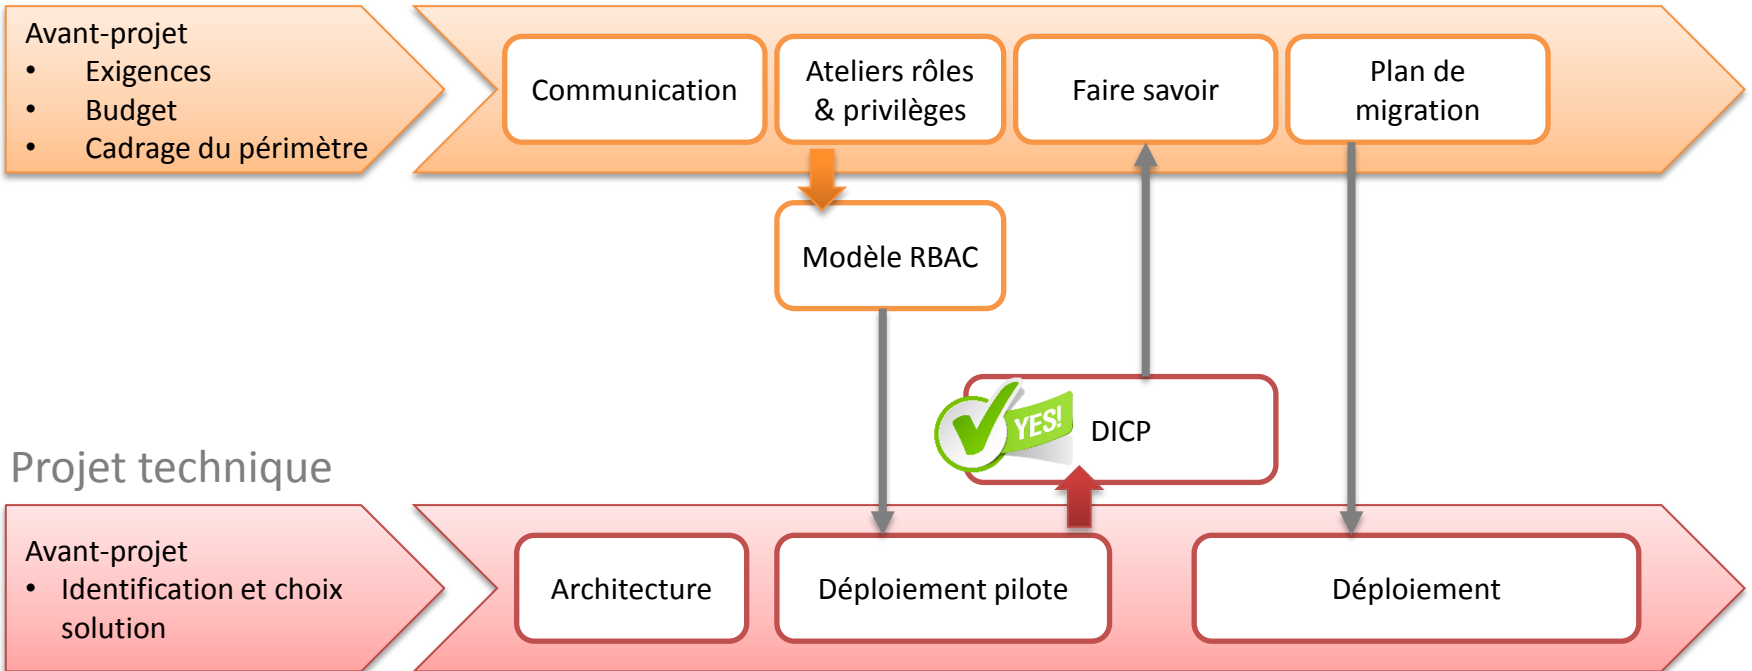 Avant-projet
• Exigences
• Budget
• Cadrage du périmètre
Communication
Ateliers rôles
& privilèges
Faire savoir
Plan de
migration
Modèle RBAC
YES!
DICP
Projet technique
Avant-projet
• Identification et choix
solution
Architecture
Déploiement pilote
Déploiement